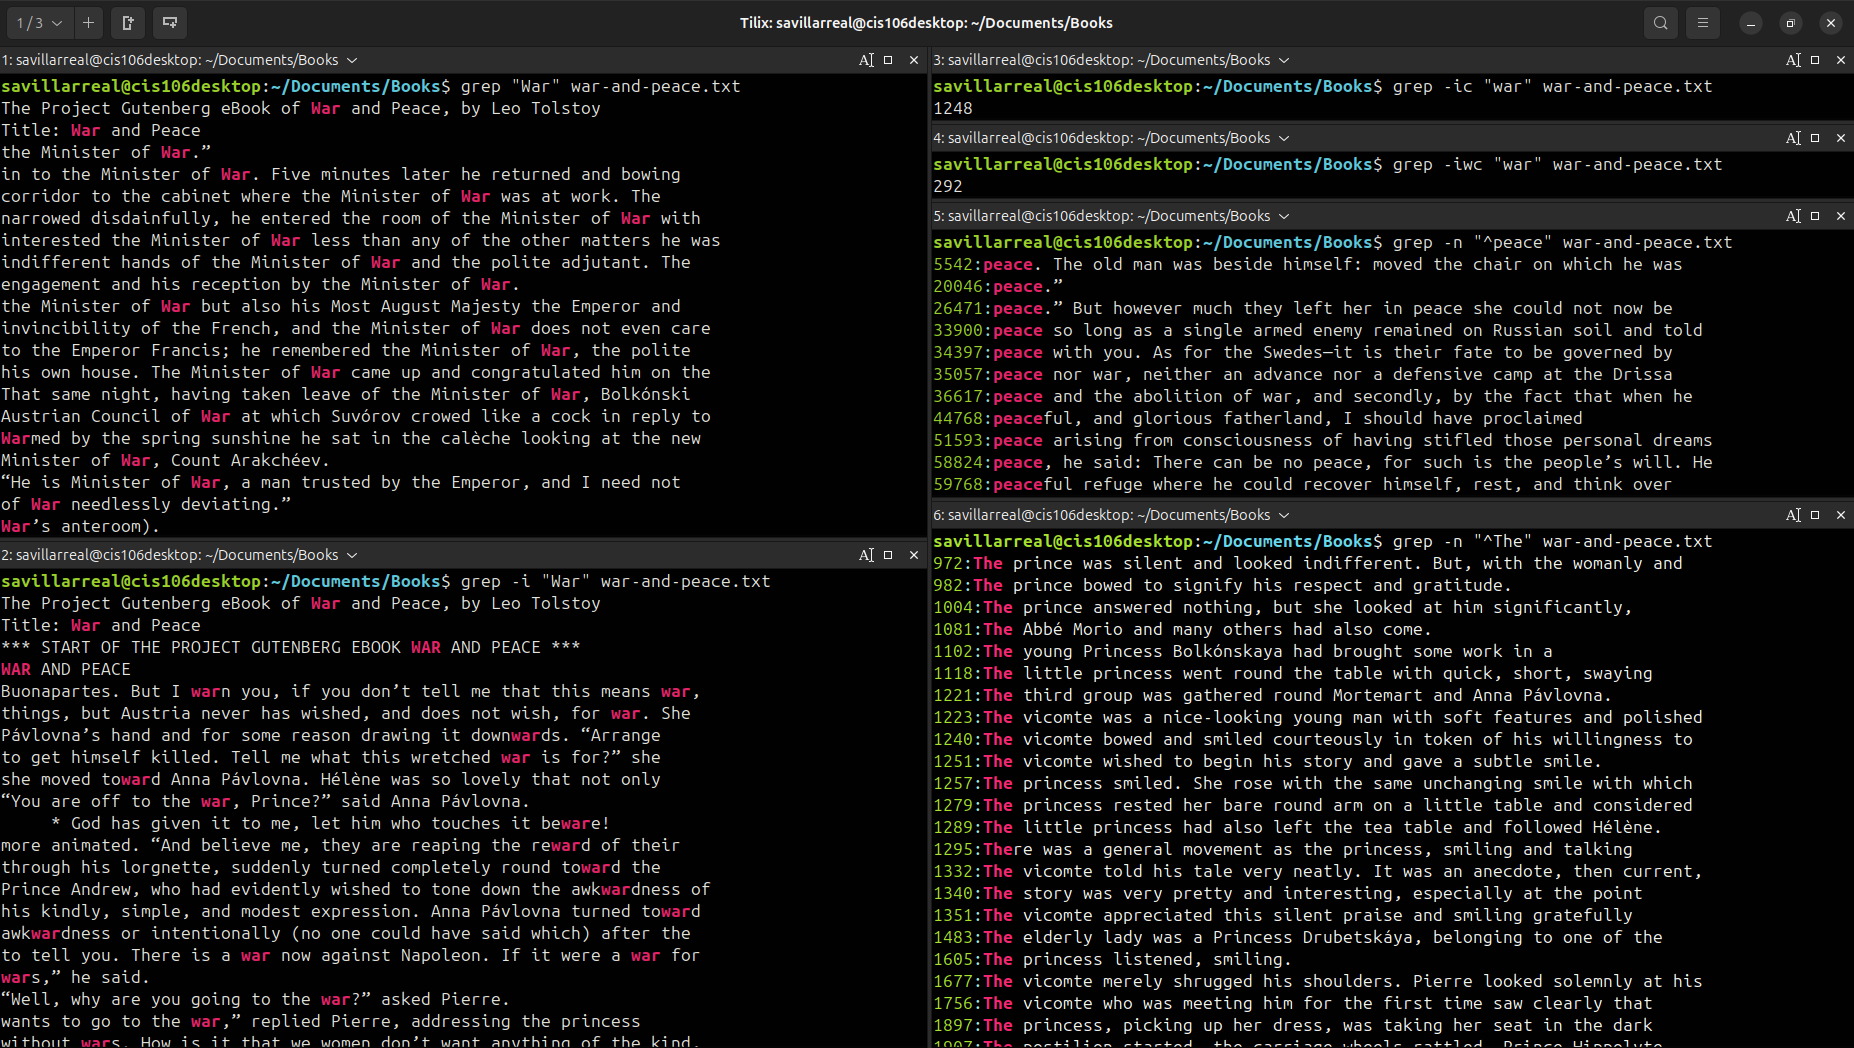 1 / 3
Tilix: savillarreal@cis106desktop: ~/Documents/Books
1: savillarreal@cis106desktop: ~/Documents/Books
savillarreal@cis106desktop:~/Documents/Books$ grep "War" war-and-peace.txt
The Project Gutenberg eBook of War and Peace, by Leo Tolstoy
Title: War and Peace
the Minister of War.”
in to the Minister of War. Five minutes later he returned and bowing
corridor to the cabinet where the Minister of War was at work. The
narrowed disdainfully, he entered the room of the Minister of War with
interested the Minister of War less than any of the other matters he was
indifferent hands of the Minister of War and the polite adjutant. The
engagement and his reception by the Minister of War.
the Minister of War but also his Most August Majesty the Emperor and
invincibility of the French, and the Minister of War does not even care
to the Emperor Francis; he remembered the Minister of War, the polite
his own house. The Minister of War came up and congratulated him on the
That same night, having taken leave of the Minister of War, Bolkónski
Austrian Council of War at which Suvórov crowed like a cock in reply to
Warmed by the spring sunshine he sat in the calèche looking at the new
Minister of War, Count Arakchéev.
“He is Minister of War, a man trusted by the Emperor, and I need not
of War needlessly deviating.”
War’s anteroom).
2: savillarreal@cis106desktop: ~/Documents/Books
savillarreal@cis106desktop:~/Documents/Books$ grep -i "War" war-and-peace.txt
The Project Gutenberg eBook of War and Peace, by Leo Tolstoy
Title: War and Peace
*** START OF THE PROJECT GUTENBERG EBOOK WAR AND PEACE ***
WAR AND PEACE
Buonapartes. But I warn you, if you don’t tell me that this means war,
things, but Austria never has wished, and does not wish, for war. She
Pávlovna’s hand and for some reason drawing it downwards. “Arrange
to get himself killed. Tell me what this wretched war is for?” she
she moved toward Anna Pávlovna. Hélène was so lovely that not only
“You are off to the war, Prince?” said Anna Pávlovna.
* God has given it to me, let him who touches it beware!
more animated. “And believe me, they are reaping the reward of their
through his lorgnette, suddenly turned completely round toward the
Prince Andrew, who had evidently wished to tone down the awkwardness of
his kindly, simple, and modest expression. Anna Pávlovna turned toward
awkwardness or intentionally (no one could have said which) after the
to tell you. There is a war now against Napoleon. If it were a war for
wars,” he said.
“Well, why are you going to the war?” asked Pierre.
wants to go to the war,” replied Pierre, addressing the princess
without wars. How is it that we women don’t want anything of the kind,
3: savillarreal@cis106desktop: ~/Documents/Books
savillarreal@cis106desktop:~/Documents/Books$ grep -ic "war" war-and-peace.txt
1248
4: savillarreal@cis106desktop: ~/Documents/Books
savillarreal@cis106desktop:~/Documents/Books$ grep -iwc "war" war-and-peace.txt
292
5: savillarreal@cis106desktop: ~/Documents/Books
savillarreal@cis106desktop:~/Documents/Books$ grep -n "^peace" war-and-peace.txt
5542:peace. The old man was beside himself: moved the chair on which he was
20046:peace.”
26471:peace.” But however much they left her in peace she could not now be
33900:peace so long as a single armed enemy remained on Russian soil and told
34397:peace with you. As for the Swedes—it is their fate to be governed by
35057:peace nor war, neither an advance nor a defensive camp at the Drissa
36617:peace and the abolition of war, and secondly, by the fact that when he
44768:peaceful, and glorious fatherland, I should have proclaimed
51593:peace arising from consciousness of having stifled those personal dreams
58824:peace, he said: There can be no peace, for such is the people’s will. He
59768:peaceful refuge where he could recover himself, rest, and think over
6: savillarreal@cis106desktop: ~/Documents/Books
savillarreal@cis106desktop:~/Documents/Books$ grep -n "^The" war-and-peace.txt
972:The prince was silent and looked indifferent. But, with the womanly and
982:The prince bowed to signify his respect and gratitude.
1004:The prince answered nothing, but she looked at him significantly,
1081:The Abbé Morio and many others had also come.
1102:The young Princess Bolkónskaya had brought some work in a
1118:The little princess went round the table with quick, short, swaying
1221:The third group was gathered round Mortemart and Anna Pávlovna.
1223:The vicomte was a nice-looking young man with soft features and polished
1240:The vicomte bowed and smiled courteously in token of his willingness to
1251:The vicomte wished to begin his story and gave a subtle smile.
1257:The princess smiled. She rose with the same unchanging smile with which
1279:The princess rested her bare round arm on a little table and considered
1289:The little princess had also left the tea table and followed Hélène.
1295:There was a general movement as the princess, smiling and talking
1332:The vicomte told his tale very neatly. It was an anecdote, then current,
1340:The story was very pretty and interesting, especially at the point
1351:The vicomte appreciated this silent praise and smiling gratefully
1483:The elderly lady was a Princess Drubetskáya, belonging to one of the
1605:The princess listened, smiling.
1677:The vicomte merely shrugged his shoulders. Pierre looked solemnly at his
1756:The vicomte who was meeting him for the first time saw clearly that
1897:The princess, picking up her dress, was taking her seat in the dark
1907:The postilion started, the carriage wheels rattled. Prince Hippolyte